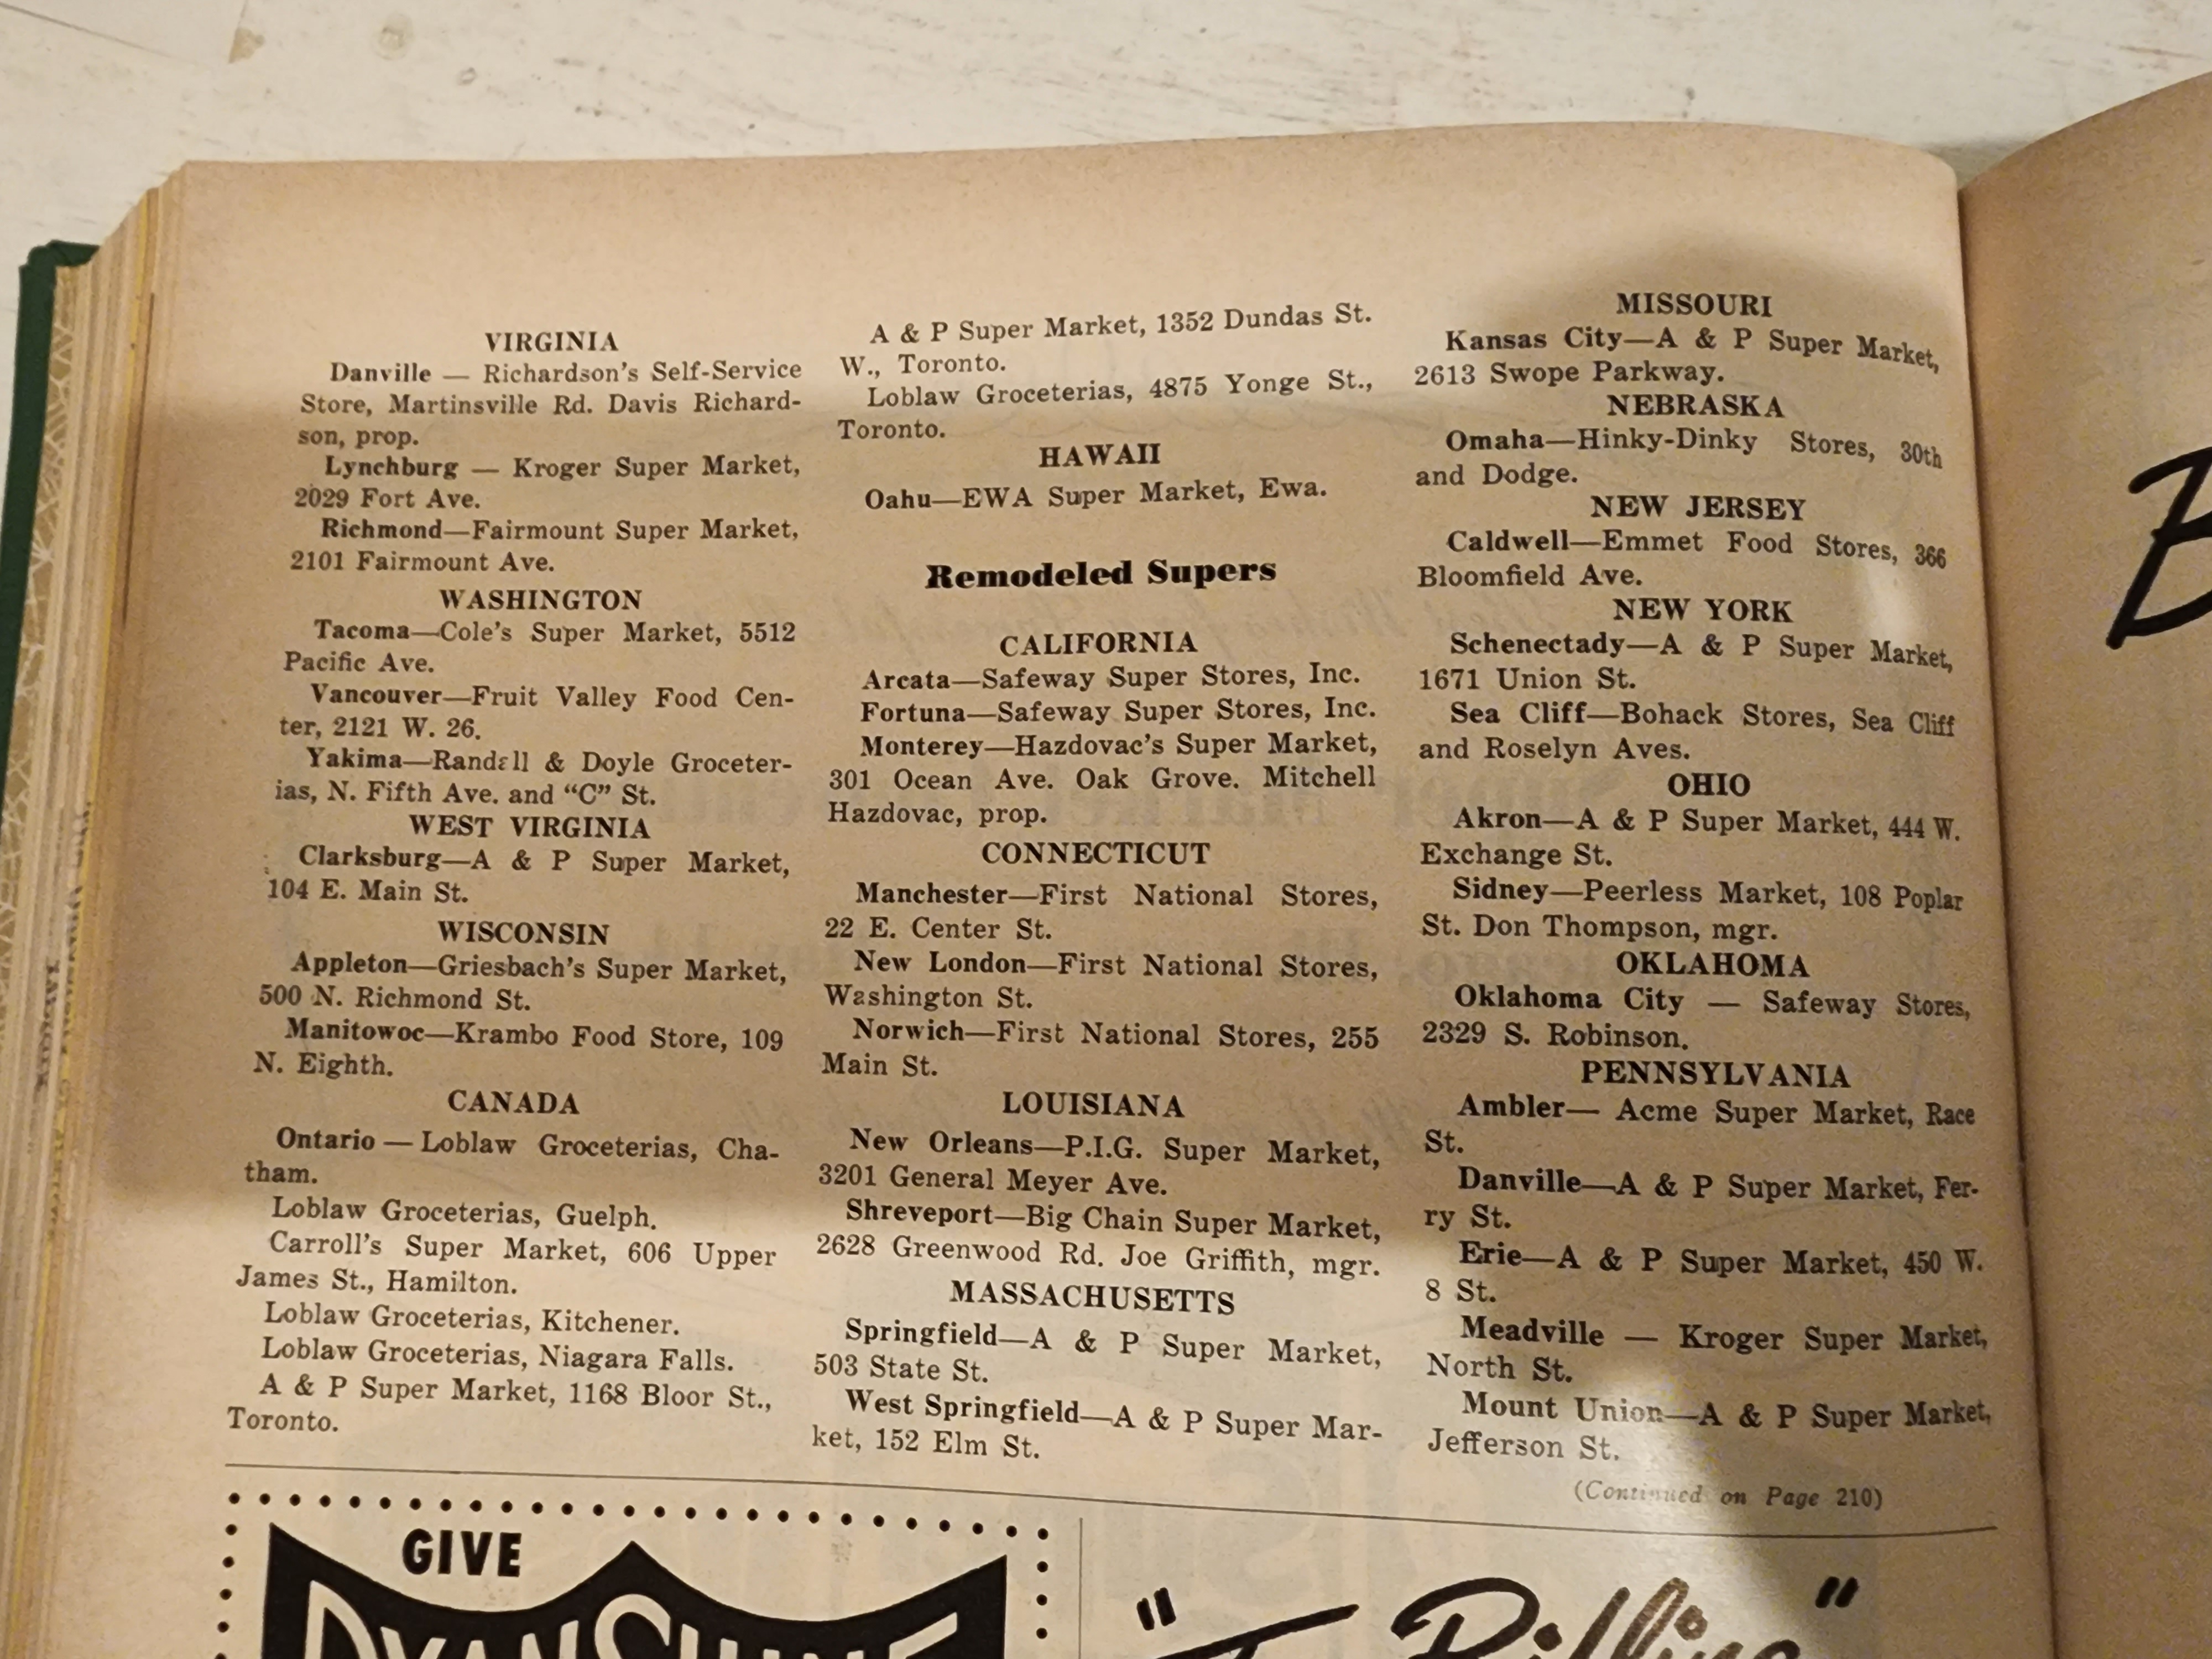 VIRGINIA
Danville — Richardson's Self-Service
Store, Martinsville Rd. Davis Richard-
son, prop.
Lynchburg — Kroger Super Market,
2029 Fort Ave.
Richmond—Fairmount Super Market,
2101 Fairmount Ave.
WASHINGTON
Tacoma—Cole's Super Market, 5512
Pacific Ave.
Vancouver—Fruit Valley Food Cen-
ter, 2121 W. 26.
Yakima—Randall & Doyle Groceter-
ias, N. Fifth Ave. and "C" St.
WEST VIRGINIA
Clarksburg—A & P Super Market,
104 E. Main St.
WISCONSIN
Appleton—Griesbach's Super Market,
500 N. Richmond St.
Manitowoc—Krambo Food Store, 109
N. Eighth.
CANADA
Ontario — Loblaw Groceterias, Cha-
tham.
Loblaw Groceterias, Guelph.
Carroll's Super Market, 606 Upper
James St., Hamilton.
Loblaw Groceterias, Kitchener.
Loblaw Groceterias, Niagara Falls.
A & P Super Market, 1168 Bloor St.,
Toronto.
A & P Super Market, 1352 Dundas St.
W., Toronto.
Loblaw Groceterias, 4875 Yonge St.,
Toronto.
HAWAII
Oahu—EWA Super Market, Ewa.
Remodeled Supers
CALIFORNIA
Arcata—Safeway Super Stores, Inc.
Fortuna—Safeway Super Stores, Inc.
Monterey—Hazdovac's Super Market,
301 Ocean Ave. Oak Grove. Mitchell
Hazdovac, prop.
CONNECTICUT
Manchester—First National Stores,
22 E. Center St.
New London—First National Stores,
Washington St.
Norwich—First National Stores, 255
Main St.
LOUISIANA
New Orleans—P.I.G. Super Market,
3201 General Meyer Ave.
Shreveport—Big Chain Super Market,
2628 Greenwood Rd. Joe Griffith, mgr.
MASSACHUSETTS
Springfield—A & P Super Market,
503 State St.
West Springfield—A & P Super Mar-
ket, 152 Elm St.
MISSOURI
Kansas City—A & P Super Market,
2613 Swope Parkway.
NEBRASKA
Omaha—Hinky-Dinky Stores, 30th
and Dodge.
NEW JERSEY
Caldwell—Emmet Food Stores, 366
Bloomfield Ave.
NEW YORK
Schenectady—A & P Super Market,
1671 Union St.
Sea Cliff—Bohack Stores, Sea Cliff
and Roselyn Aves.
OHIO
Akron—A & P Super Market, 444 W.
Exchange St.
Sidney—Peerless Market, 108 Poplar
St. Don Thompson, mgr.
OKLAHOMA
Oklahoma City — Safeway Stores,
2329 S. Robinson.
PENNSYLVANIA
Ambler— Acme Super Market, Race
St.
Danville—A & P Super Market, Fer-
ry St.
Erie—A & P Super Market, 450 W.
8 St.
Meadville — Kroger Super Market,
North St.
Mount Union—A & P Super Market,
Jefferson St.
(Continued on Page 210)
GIVE
DYANSHINE